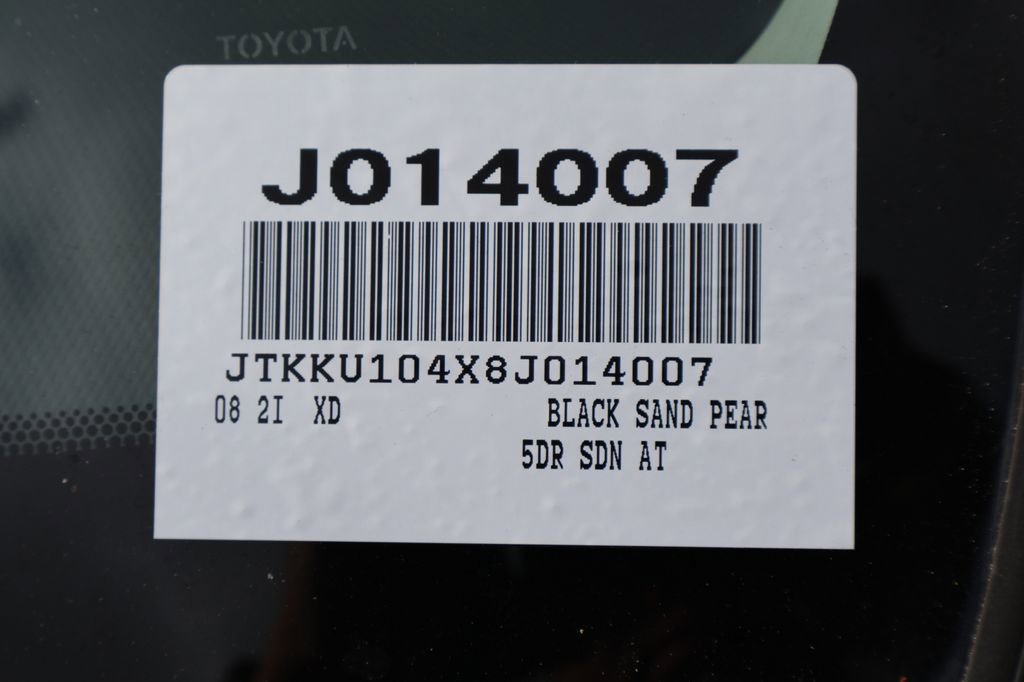 TOYOTA
J014007
JTKKU104X8J014007
08 2I XD BLACK SAND PEAR
5DR SDN AT